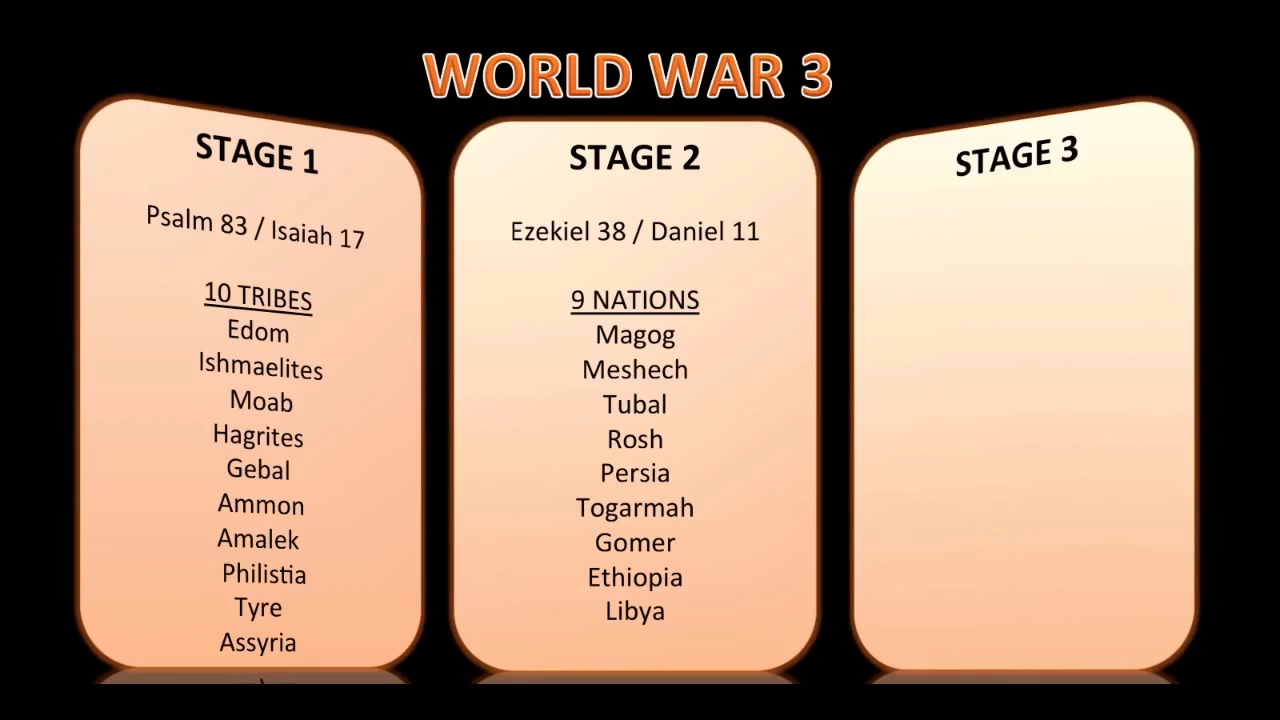 WORLD WAR 3
STAGE 1
Psalm 83 / Isaiah 17
10 TRIBES
Edom
Ishmaelites
Moab
Hagrites
Gebal
Ammon
Amalek
Philistia
Tyre
Assyria
STAGE 2
Ezekiel 38 / Daniel 11
9 NATIONS
Magog
Meshech
Tubal
Rosh
Persia
Togarmah
Gomer
Ethiopia
Libya
STAGE 3